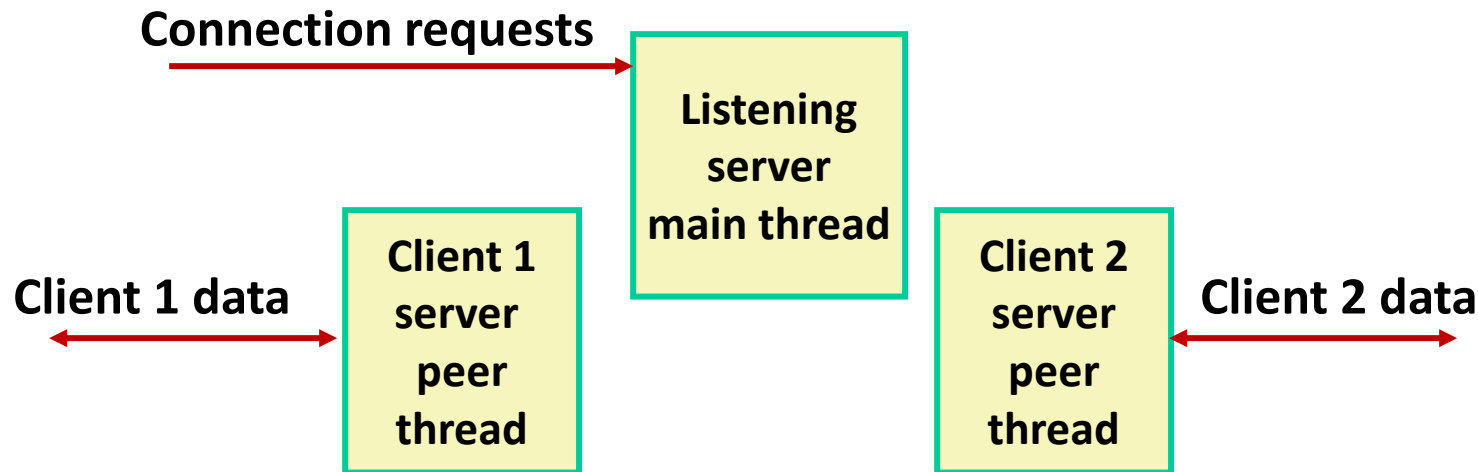 Connection requests
Listening
server
main thread
Client 1 data
Client 1
server
peer
thread
Client 2
server
peer
thread
Client 2 data